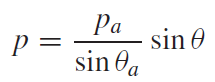 p = \frac{p_a}{\sin \theta_a} \sin \theta